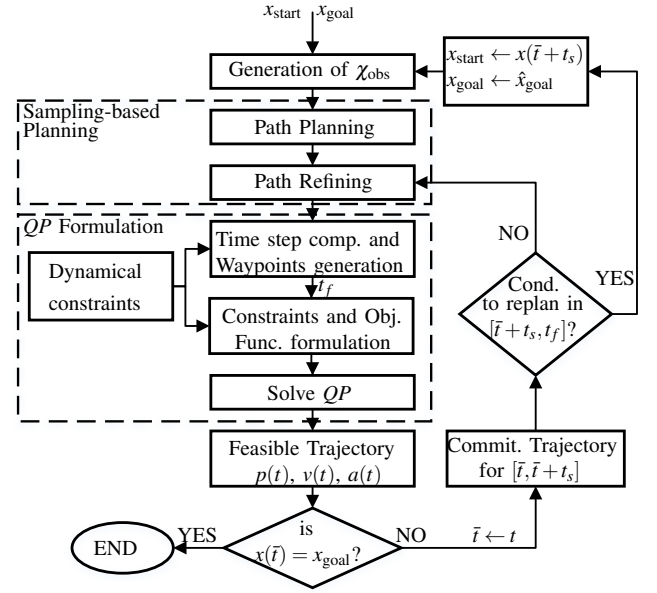 x_start x_goal
Generation of χ_obs
x_start ← x(t̄ + t_s)
x_goal ← x̂_goal
Sampling-based
Planning
Path Planning
Path Refining
QP Formulation
Time step comp. and
Waypoints generation
Dynamical
constraints
t_f
Constraints and Obj.
Func. formulation
Solve QP
NO
YES
Cond.
to replan in
[t̄ + t_s, t_f]?
Feasible Trajectory
p(t), v(t), a(t)
Commit. Trajectory
for [t̄, t̄ + t_s]
END
YES
is
x(t̄) = x_goal?
NO
t̄ ← t